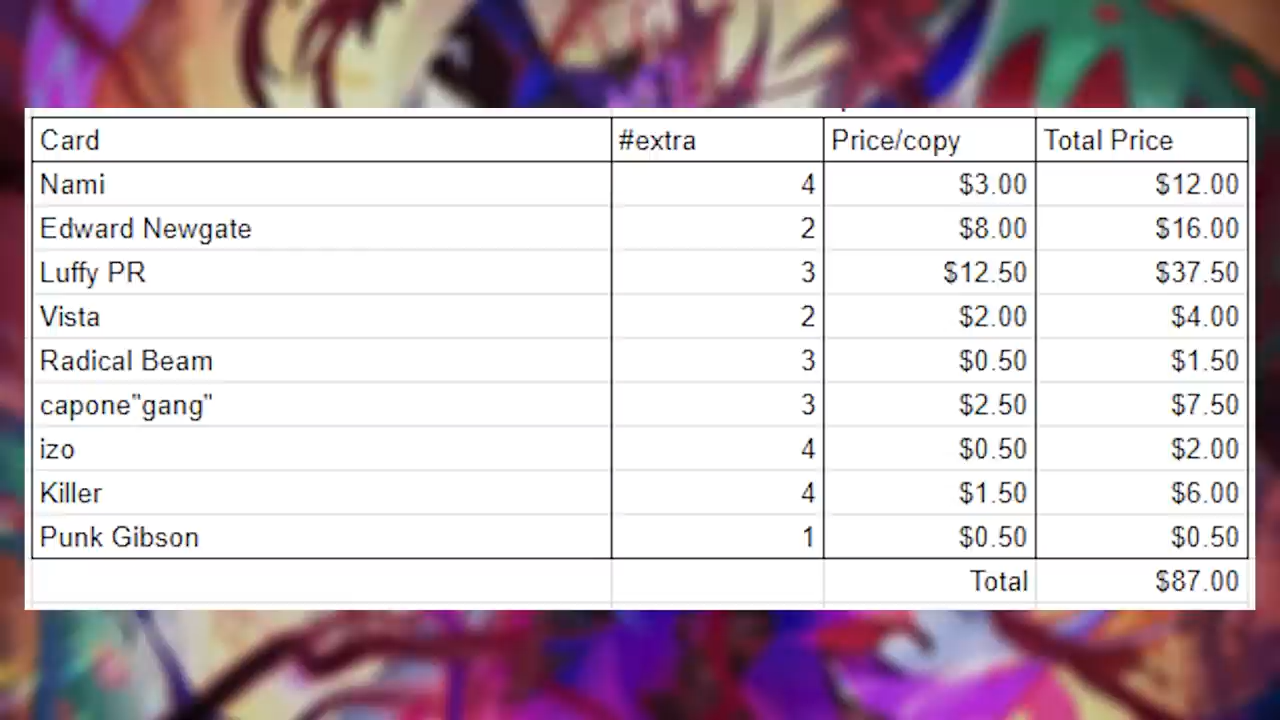 Card #extra Price/copy Total Price
Nami 4 $3.00 $12.00
Edward Newgate 2 $8.00 $16.00
Luffy PR 3 $12.50 $37.50
Vista 2 $2.00 $4.00
Radical Beam 3 $0.50 $1.50
capone"gang" 3 $2.50 $7.50
izo 4 $0.50 $2.00
Killer 4 $1.50 $6.00
Punk Gibson 1 $0.50 $0.50
Total $87.00